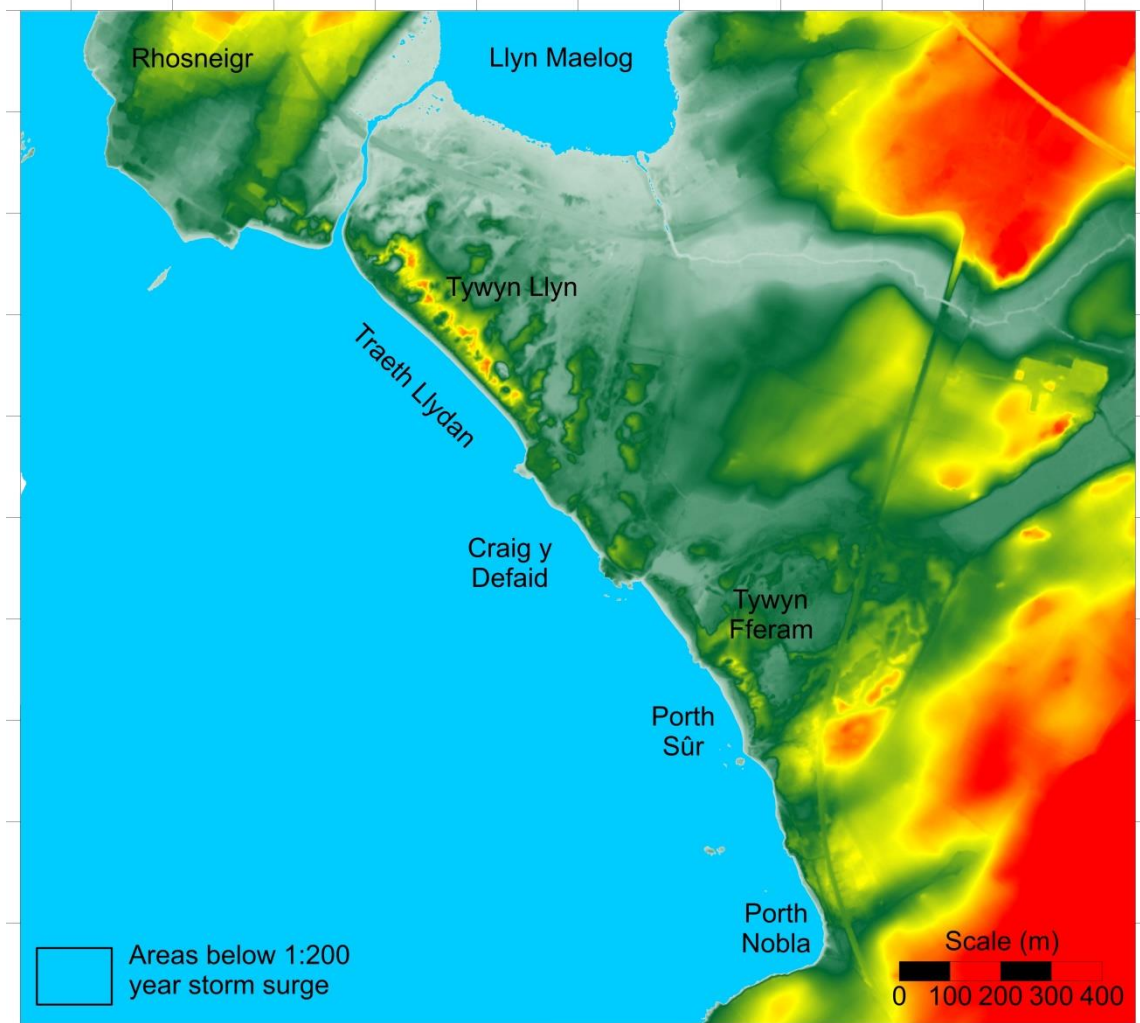 Rhosneigr
Llyn Maelog
Tywyn Llyn
Traeth Llydan
Craig y
Defaid
Tywyn
Fferam
Porth
Sûr
Porth
Nobla
Areas below 1:200
year storm surge
Scale (m)
0 100 200 300 400